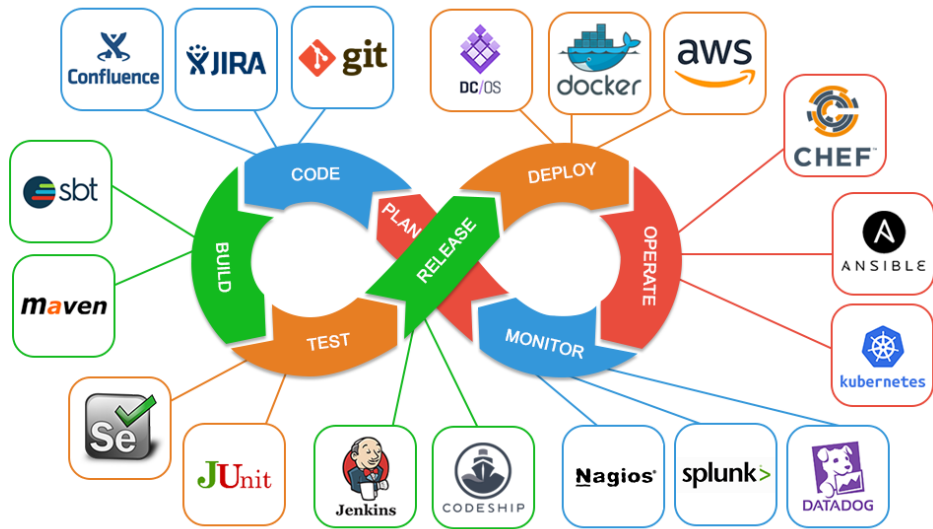 Confluence
JIRA
git
DC/OS
docker
aws
CHEF™
sbt
CODE
DEPLOY
PLAN
RELEASE
BUILD
OPERATE
ANSIBLE
maven
TEST
MONITOR
kubernetes
Se
JUnit
Jenkins
CODESHIP
Nagios®
splunk>
DATADOG